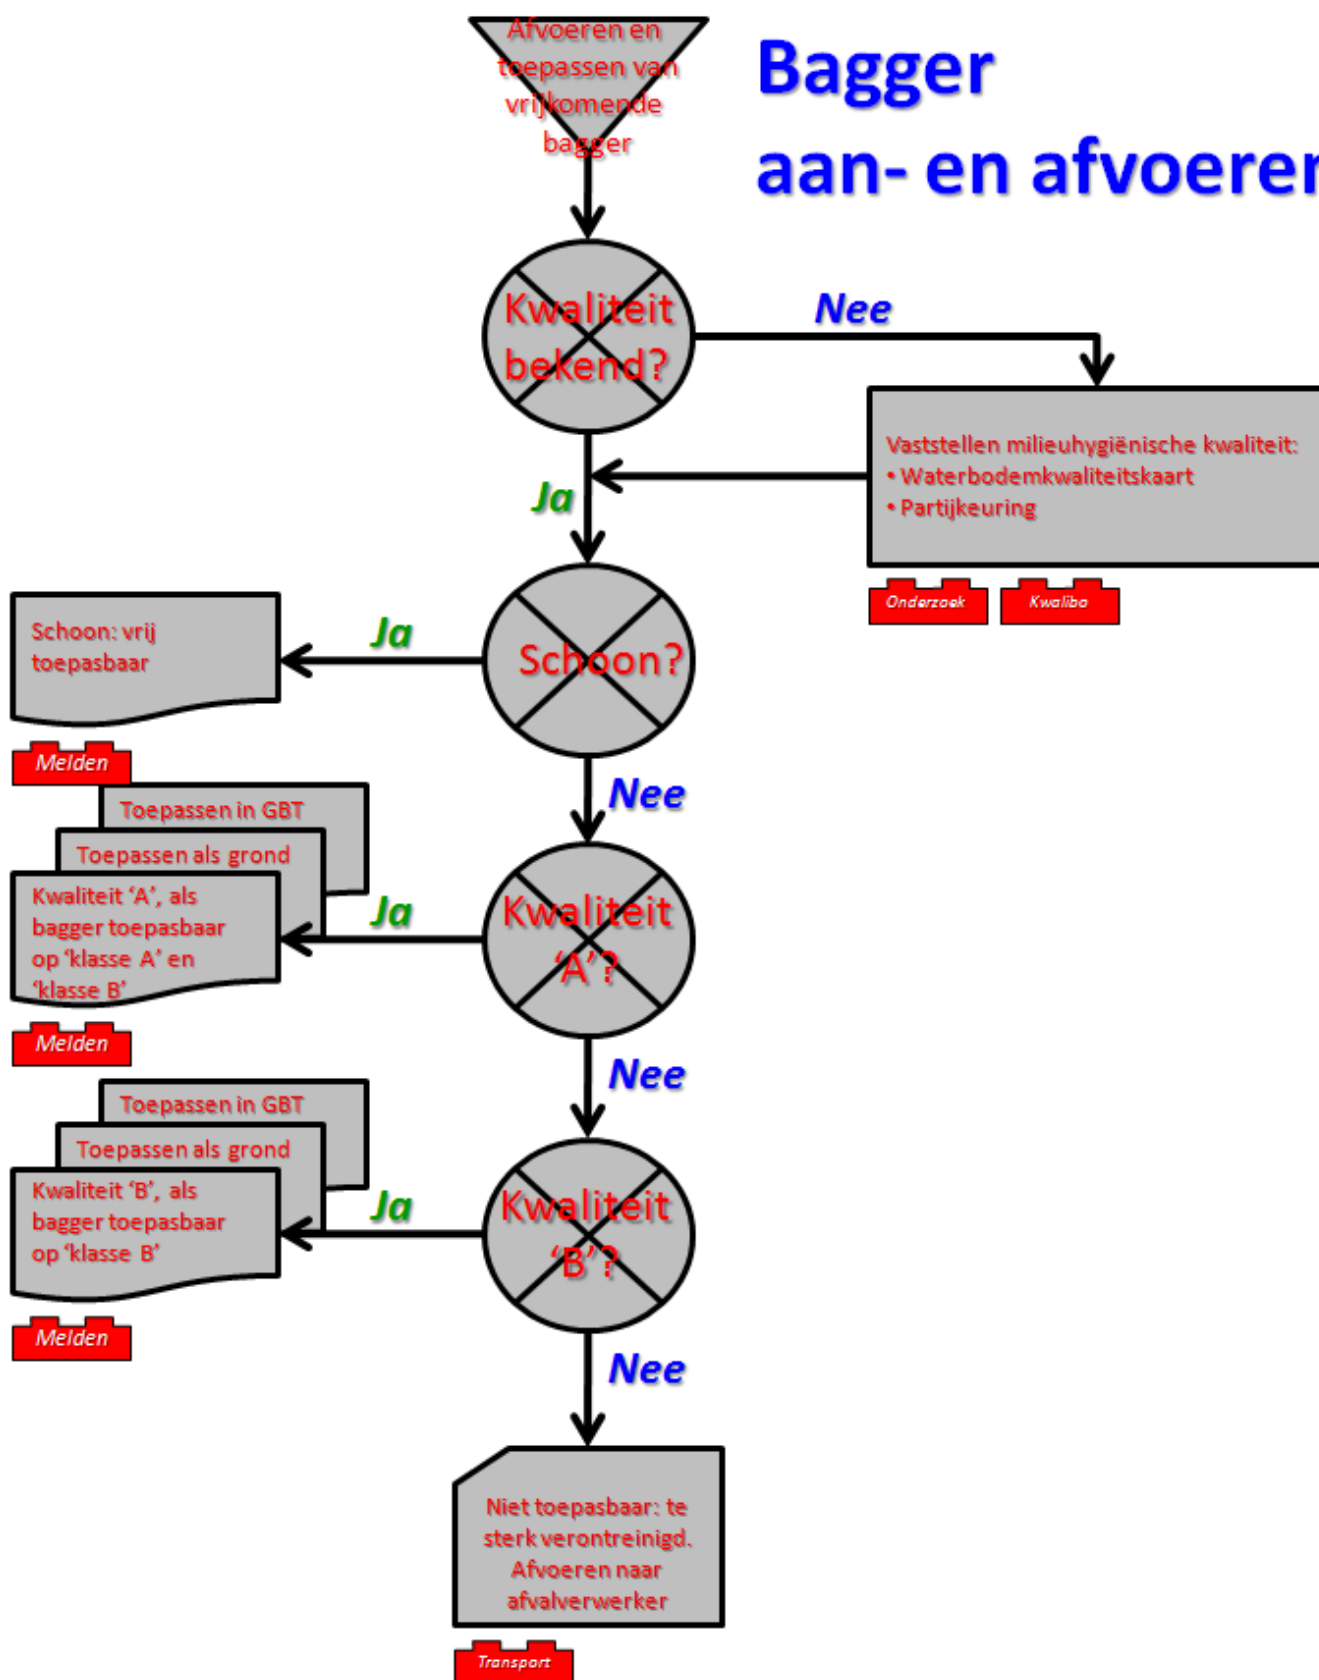 Afvoeren en
toepassen van
vrijkomende
bagger
Bagger
aan- en afvoeren
Kwaliteit
bekend?
Nee
Vaststellen milieuhygiënische kwaliteit:
• Waterbodemkwaliteitskaart
• Partijkeuring
Onderzoek
Kwalibo
Ja
Schoon?
Ja
Schoon: vrij
toepasbaar
Melden
Nee
Toepassen in GBT
Toepassen als grond
Kwaliteit ‘A’, als
bagger toepasbaar
op ‘klasse A’ en
‘klasse B’
Ja
Kwaliteit
‘A’?
Melden
Nee
Toepassen in GBT
Toepassen als grond
Kwaliteit ‘B’, als
bagger toepasbaar
op ‘klasse B’
Ja
Kwaliteit
‘B’?
Melden
Nee
Niet toepasbaar: te
sterk verontreinigd.
Afvoeren naar
afvalverwerker
Transport